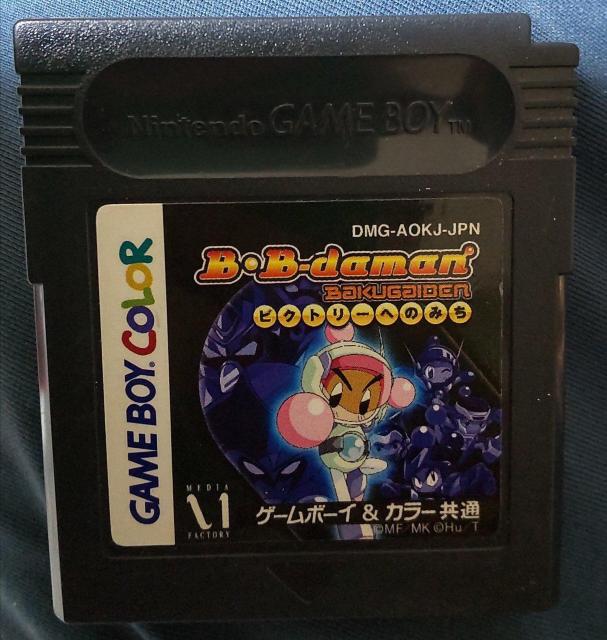 Nintendo GAME BOY TM
DMG-AOKJ-JPN
B・B-daman
BAKUGAIDEN
ビクトリーへのみち
GAME BOY COLOR
MEDIA
FACTORY
ゲームボーイ & カラー共通
©MF MK ©Hu T